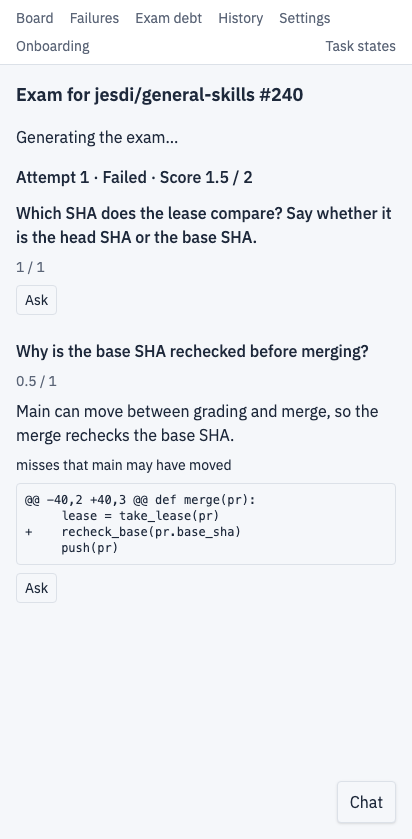 Board Failures Exam debt History Settings
Onboarding Task states
Exam for jesdi/general-skills #240
Generating the exam...
Attempt 1 · Failed · Score 1.5 / 2
Which SHA does the lease compare? Say whether it
is the head SHA or the base SHA.
1 / 1
Ask
Why is the base SHA rechecked before merging?
0.5 / 1
Main can move between grading and merge, so the
merge rechecks the base SHA.
misses that main may have moved
@@ −40,2 +40,3 @@ def merge(pr):
     lease = take_lease(pr)
+    recheck_base(pr.base_sha)
     push(pr)
Ask
Chat